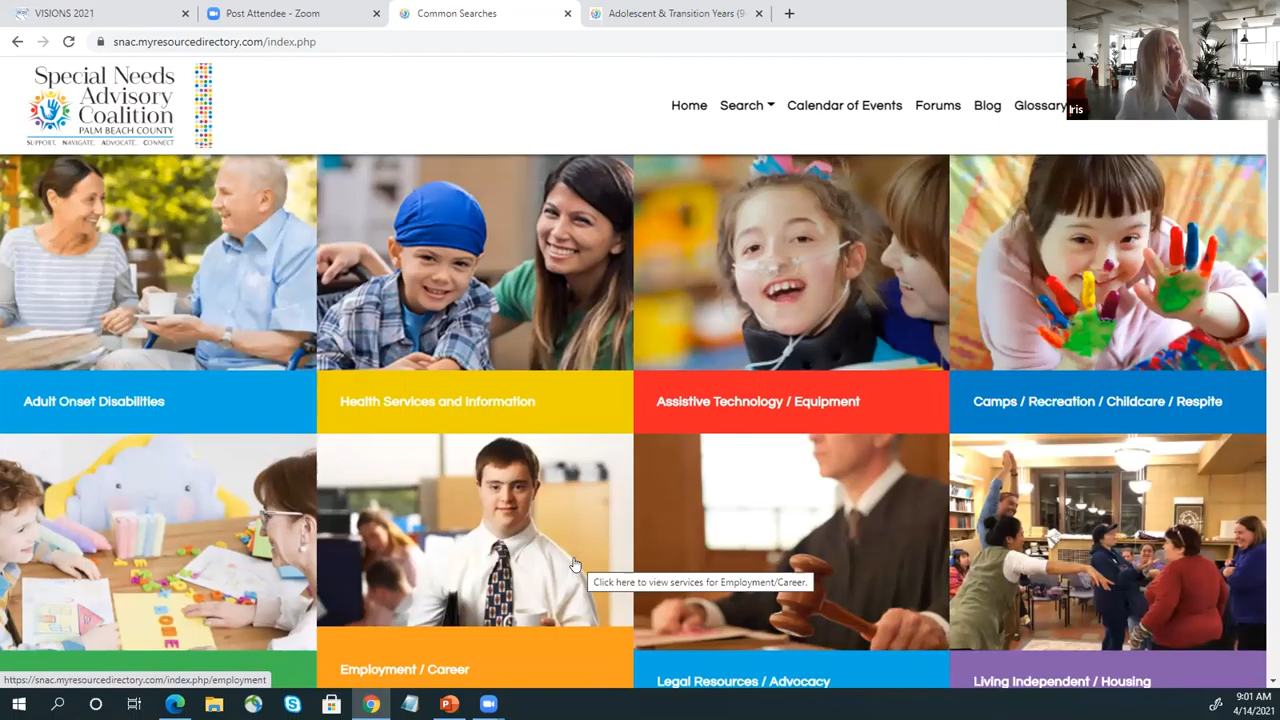 VISIONS 2021
Post Attendee - Zoom
Common Searches
Adolescent & Transition Years (9-
snac.myresourcedirectory.com/index.php
Special Needs
Advisory
Coalition
PALM BEACH COUNTY
SUPPORT, NAVIGATE, ADVOCATE, CONNECT
Home
Search
Calendar of Events
Forums
Blog
Glossary
Iris
Adult Onset Disabilities
Health Services and Information
Assistive Technology / Equipment
Camps / Recreation / Childcare / Respite
Click here to view services for Employment/Career.
Employment / Career
Legal Resources / Advocacy
Living Independent / Housing
https://snac.myresourcedirectory.com/index.php/employment
9:01 AM
4/14/2021